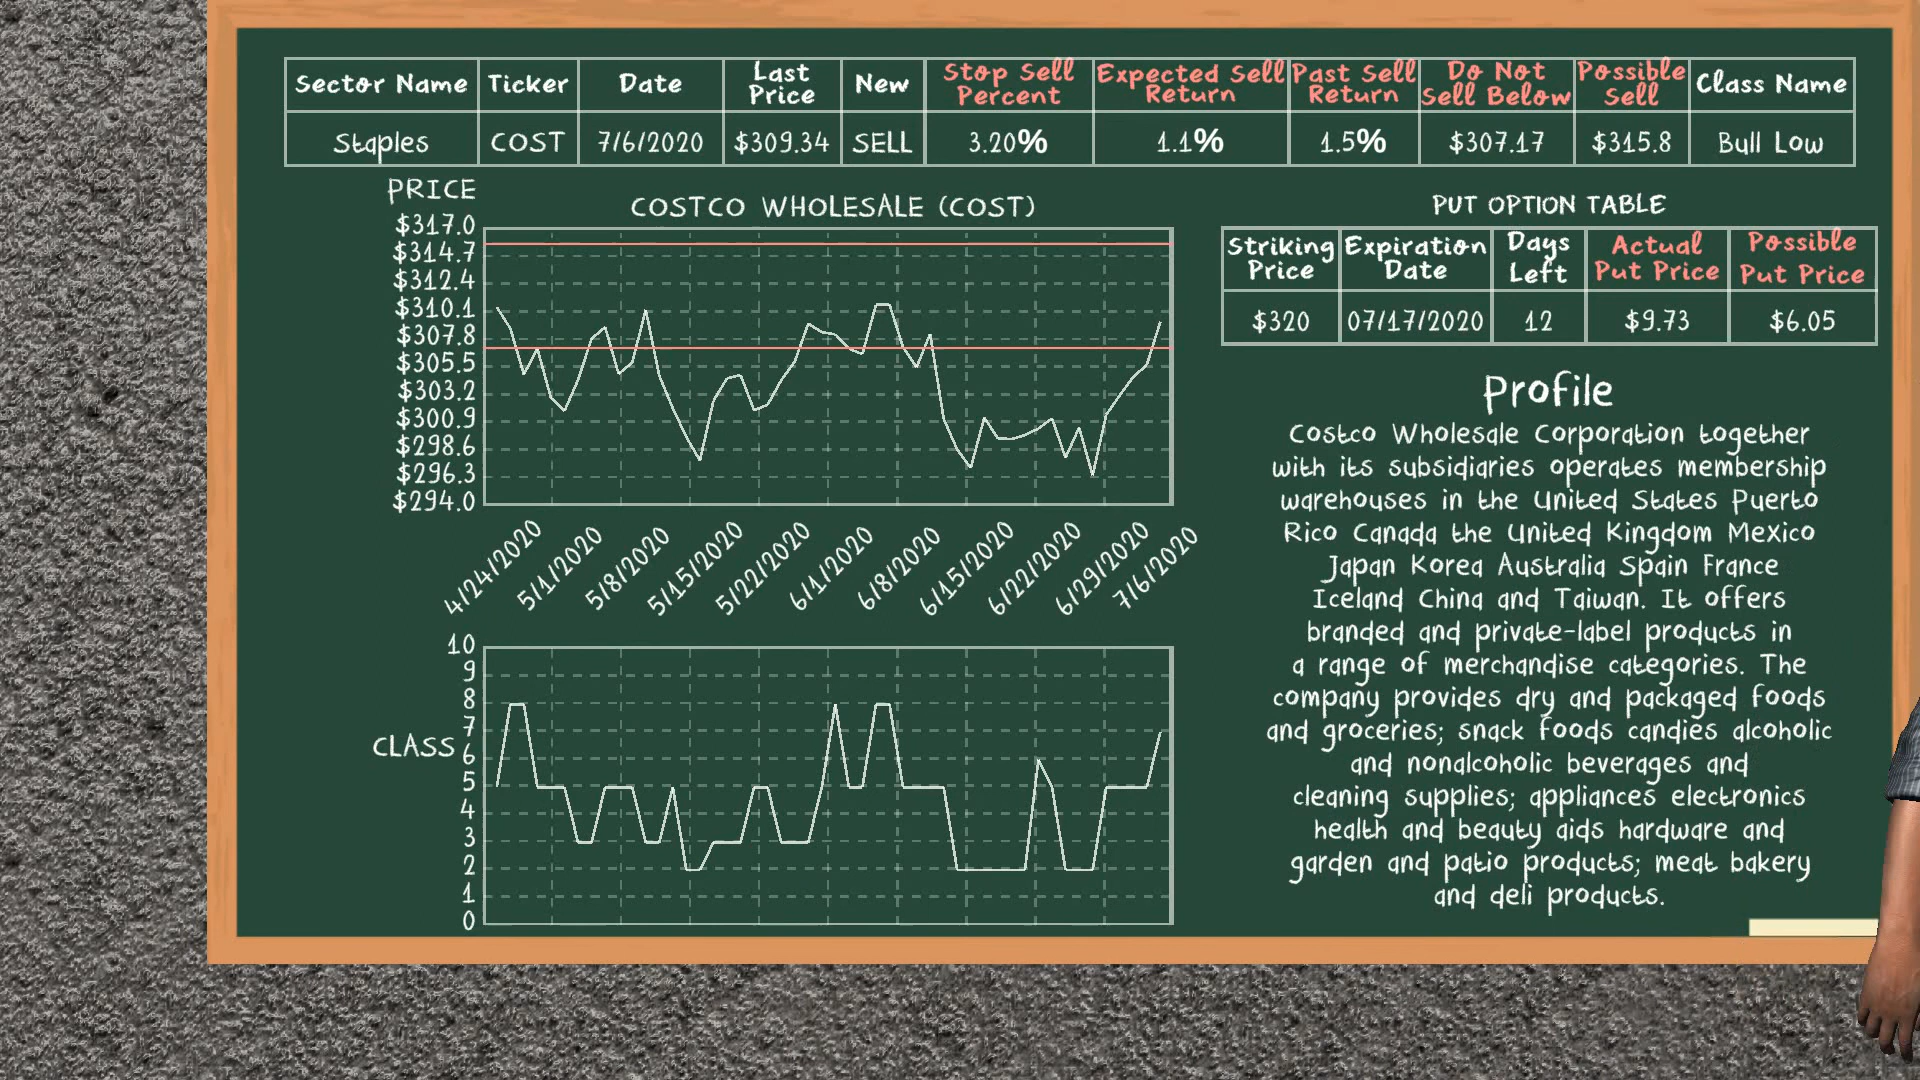 Sector Name Ticker Date Last Price New Stop Sell Percent Expected Sell Return Past Sell Return Do Not Sell Below Possible Sell Class Name
Staples COST 7/6/2020 $309.34 SELL 3.20% 1.1% 1.5% $307.17 $315.8 Bull Low
PRICE
COSTCO WHOLESALE (COST)
$317.0
$314.7
$312.4
$310.1
$307.8
$305.5
$303.2
$300.9
$298.6
$296.3
$294.0
4/24/2020 5/1/2020 5/8/2020 5/15/2020 5/22/2020 6/1/2020 6/8/2020 6/15/2020 6/22/2020 6/29/2020 7/6/2020
CLASS
10
9
8
7
6
5
4
3
2
1
0
PUT OPTION TABLE
Striking Price Expiration Date Days Left Actual Put Price Possible Put Price
$320 07/17/2020 12 $9.73 $6.05
Profile
Costco Wholesale Corporation together
with its subsidiaries operates membership
warehouses in the United States Puerto
Rico Canada the United Kingdom Mexico
Japan Korea Australia Spain France
Iceland China and Taiwan. It offers
branded and private-label products in
a range of merchandise categories. The
company provides dry and packaged foods
and groceries; snack foods candies alcoholic
and nonalcoholic beverages and
cleaning supplies; appliances electronics
health and beauty aids hardware and
garden and patio products; meat bakery
and deli products.